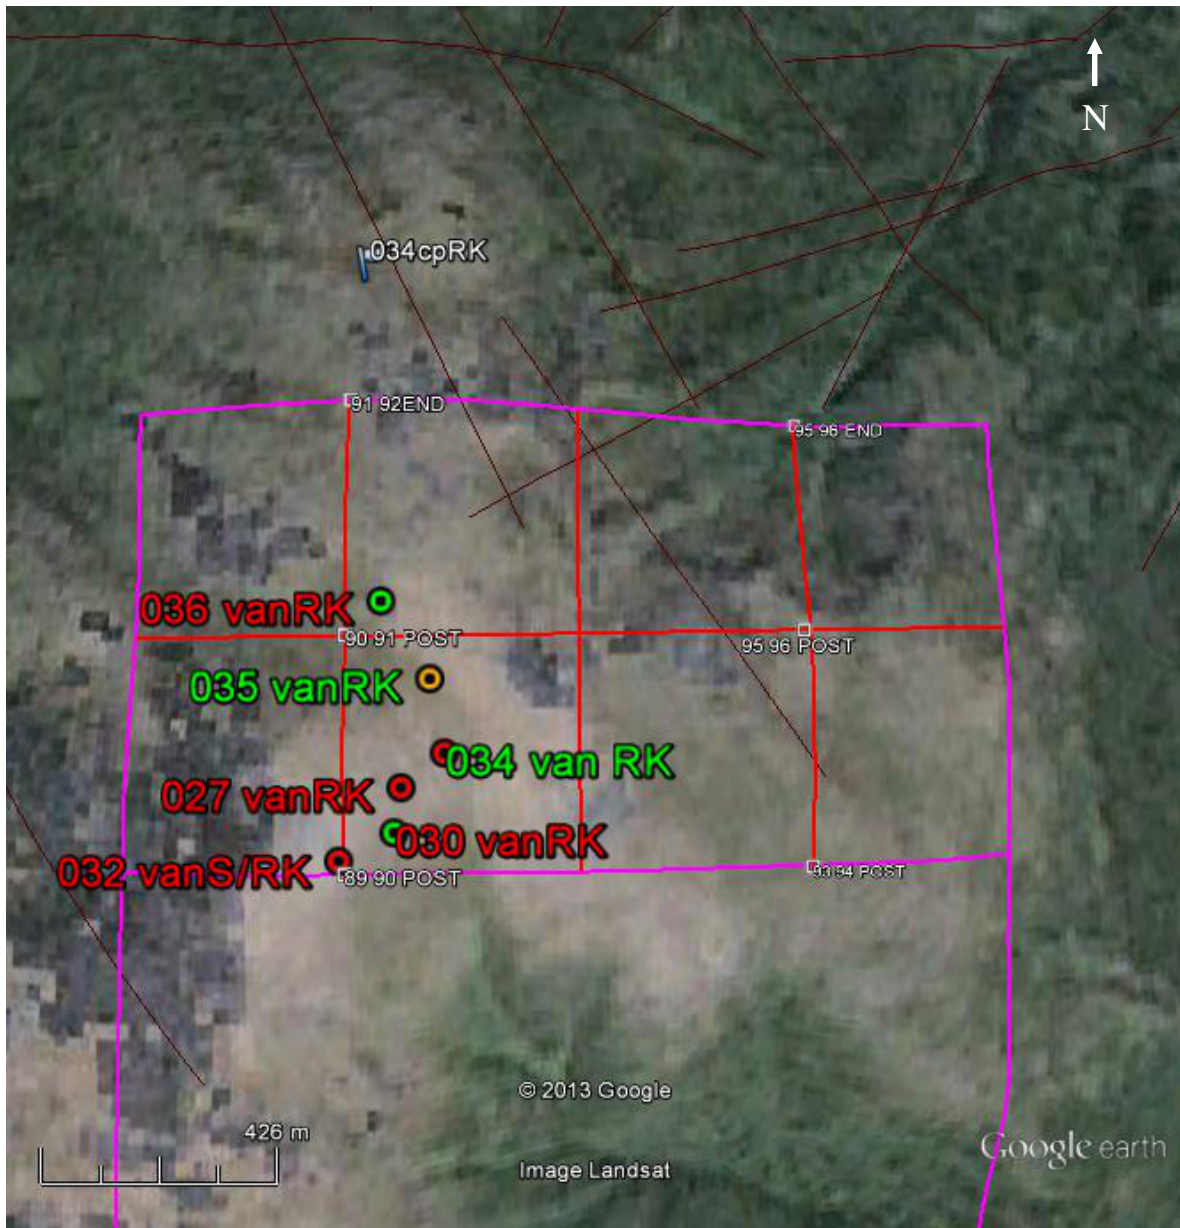 N
034cpRK
91 92END
95 96 END
036 vanRK
90 91 POST
95 96 POST
035 vanRK
034 van RK
027 vanRK
030 vanRK
032 vanS/RK
89 90 POST
93 94 POST
© 2013 Google
426 m
Google earth
Image Landsat